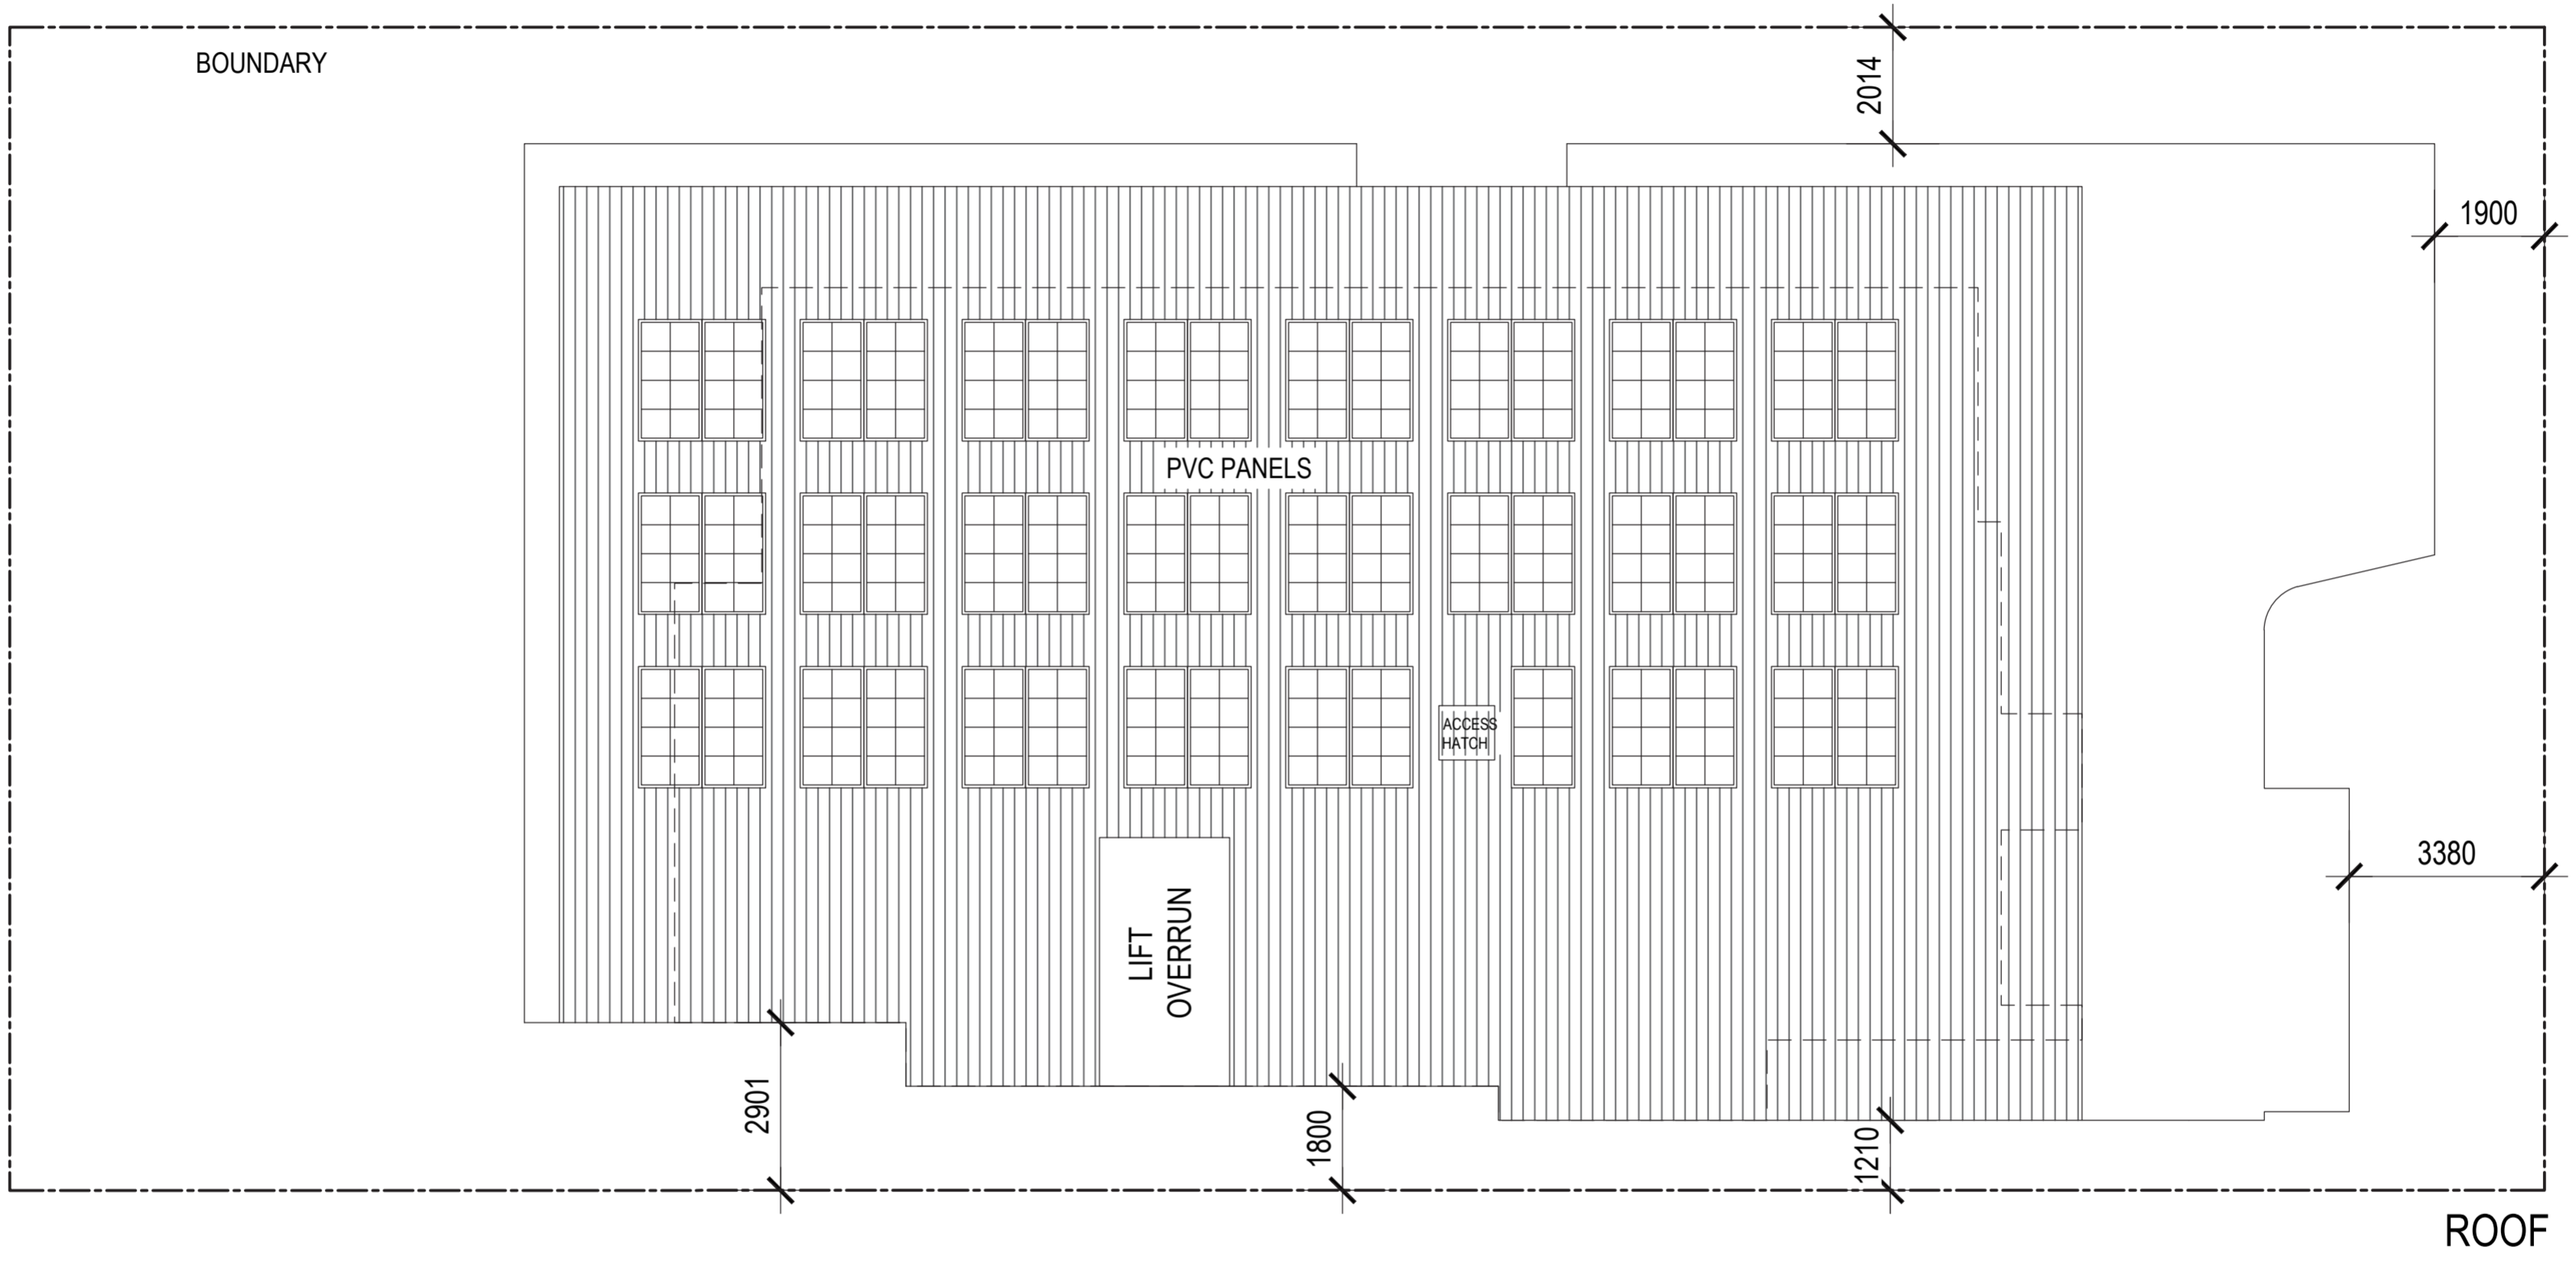 BOUNDARY
2014
1900
PVC PANELS
ACCESS
HATCH
3380
LIFT
OVERRUN
2901
1800
1210
ROOF